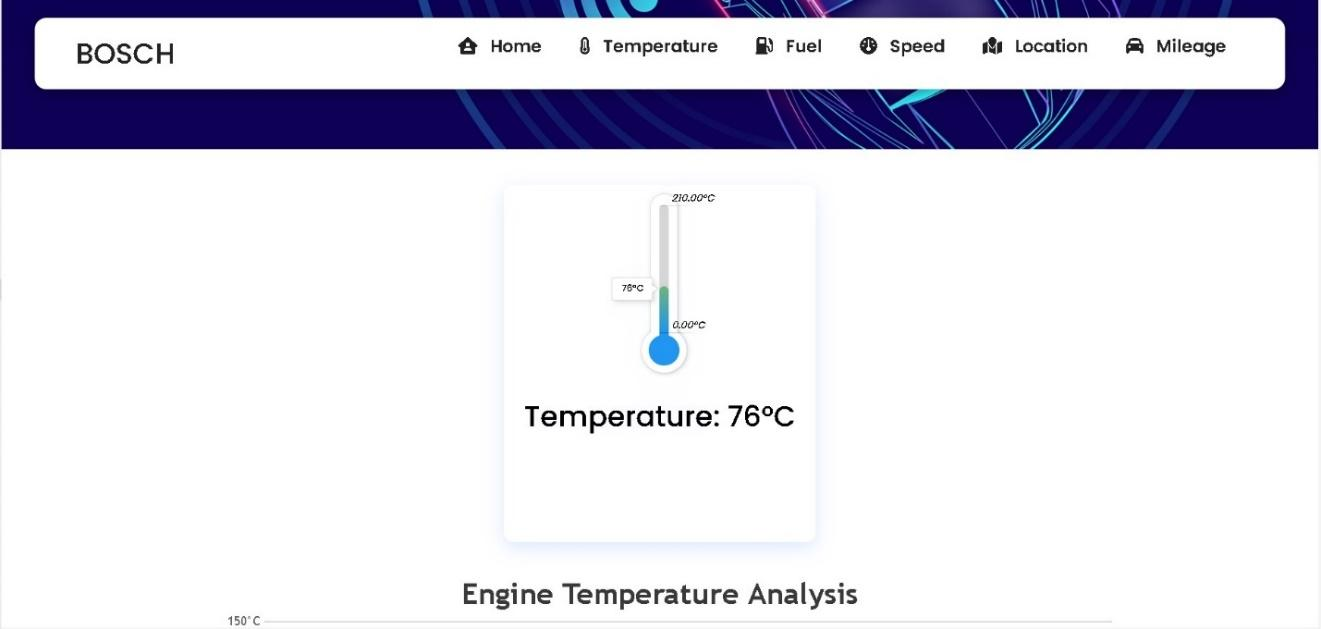 BOSCH
Home Temperature Fuel Speed Location Mileage
210.00°C
76°C
0.00°C
Temperature: 76°C
Engine Temperature Analysis
150°C